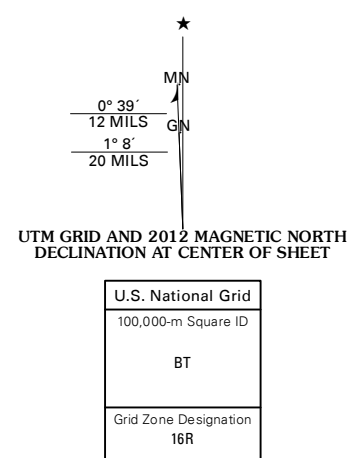 ★
MN
0° 39´
12 MILS
GN
1° 8´
20 MILS
UTM GRID AND 2012 MAGNETIC NORTH
DECLINATION AT CENTER OF SHEET
U.S. National Grid
100,000-m Square ID
BT
Grid Zone Designation
16R